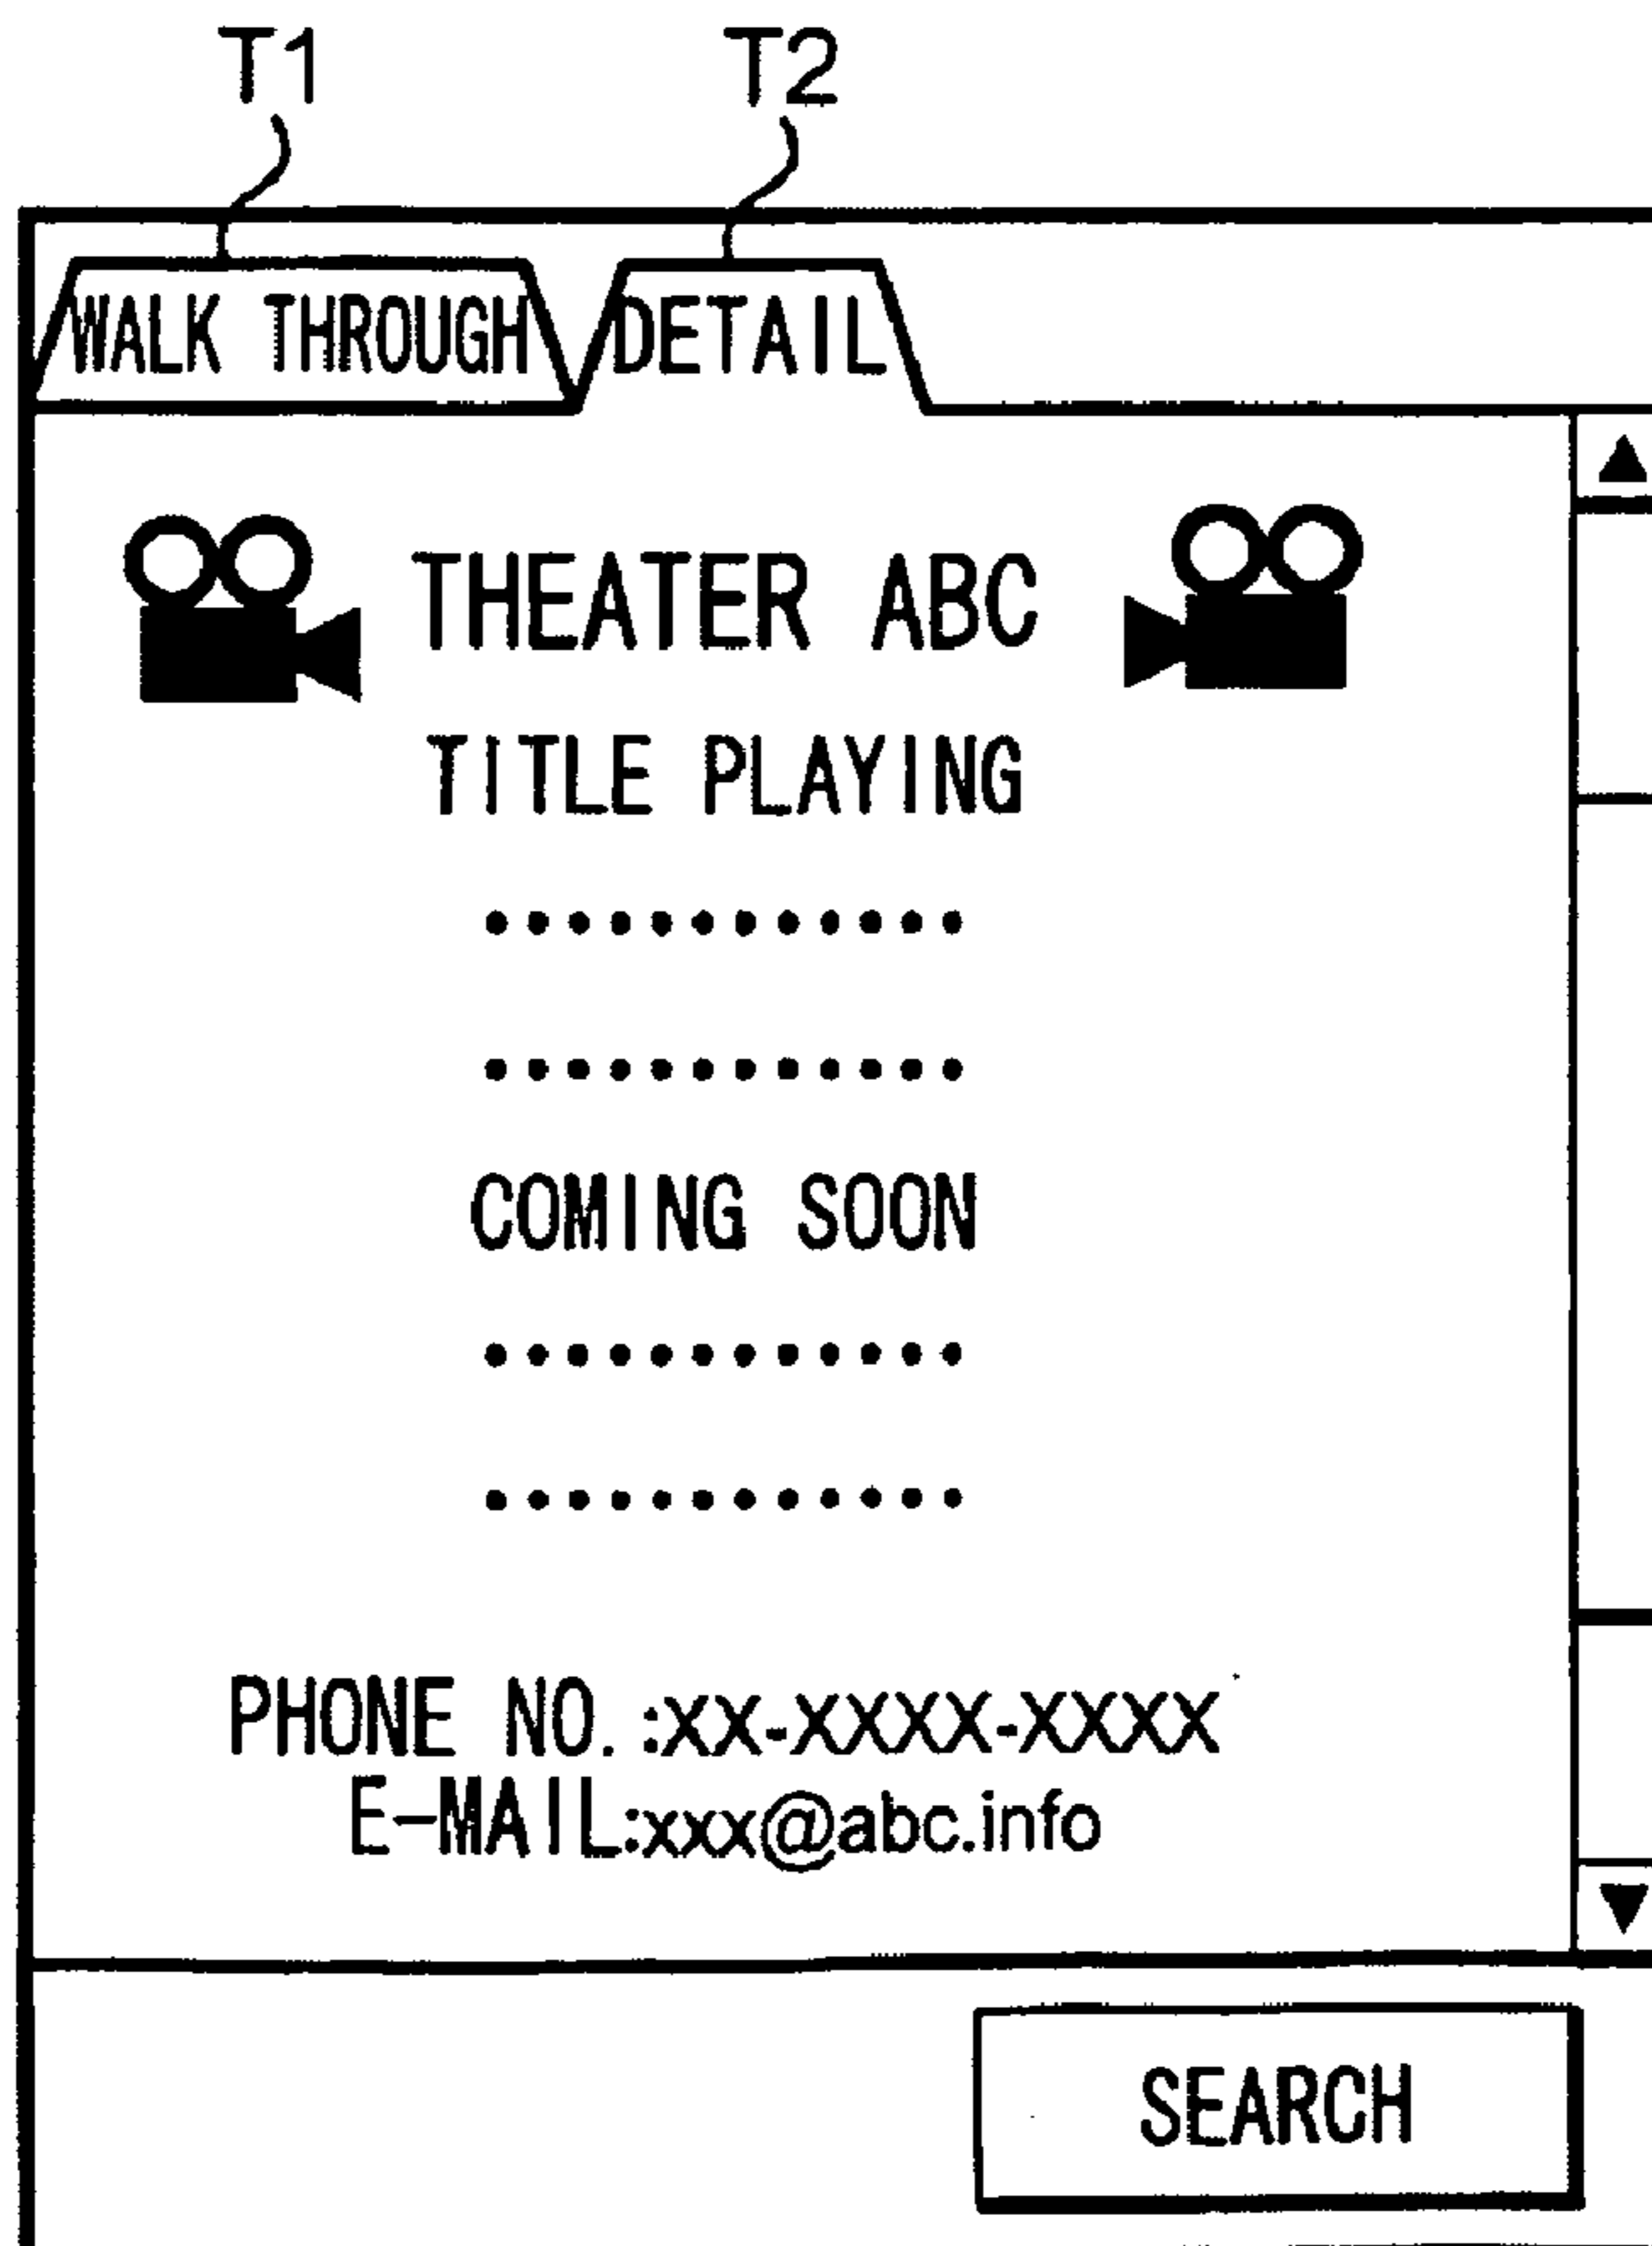 T1 T2
WALK THROUGH DETAIL
THEATER ABC
TITLE PLAYING
••••••••••••
••••••••••••
COMING SOON
••••••••••••
••••••••••••
PHONE NO.:xx-xxxx-xxxx
E-MAIL:xxx@abc.info
SEARCH